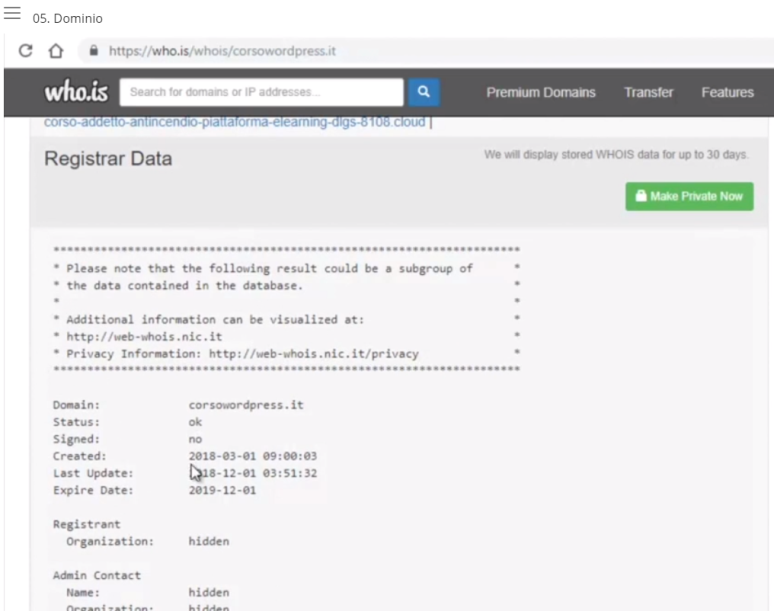 05. Dominio
https://who.is/whois/corsowordpress.it
who.is Search for domains or IP addresses... Premium Domains Transfer Features
corso-addetto-antincendio-piattaforma-elearning-dlgs-8108.cloud |
Registrar Data We will display stored WHOIS data for up to 30 days.
Make Private Now
**********************************************************************
* Please note that the following result could be a subgroup of *
* the data contained in the database. *
* *
* Additional information can be visualized at: *
* http://web-whois.nic.it *
* Privacy Information: http://web-whois.nic.it/privacy *
**********************************************************************
Domain: corsowordpress.it
Status: ok
Signed: no
Created: 2018-03-01 09:00:03
Last Update: 2018-12-01 03:51:32
Expire Date: 2019-12-01
Registrant
Organization: hidden
Admin Contact
Name: hidden
Organization: hidden